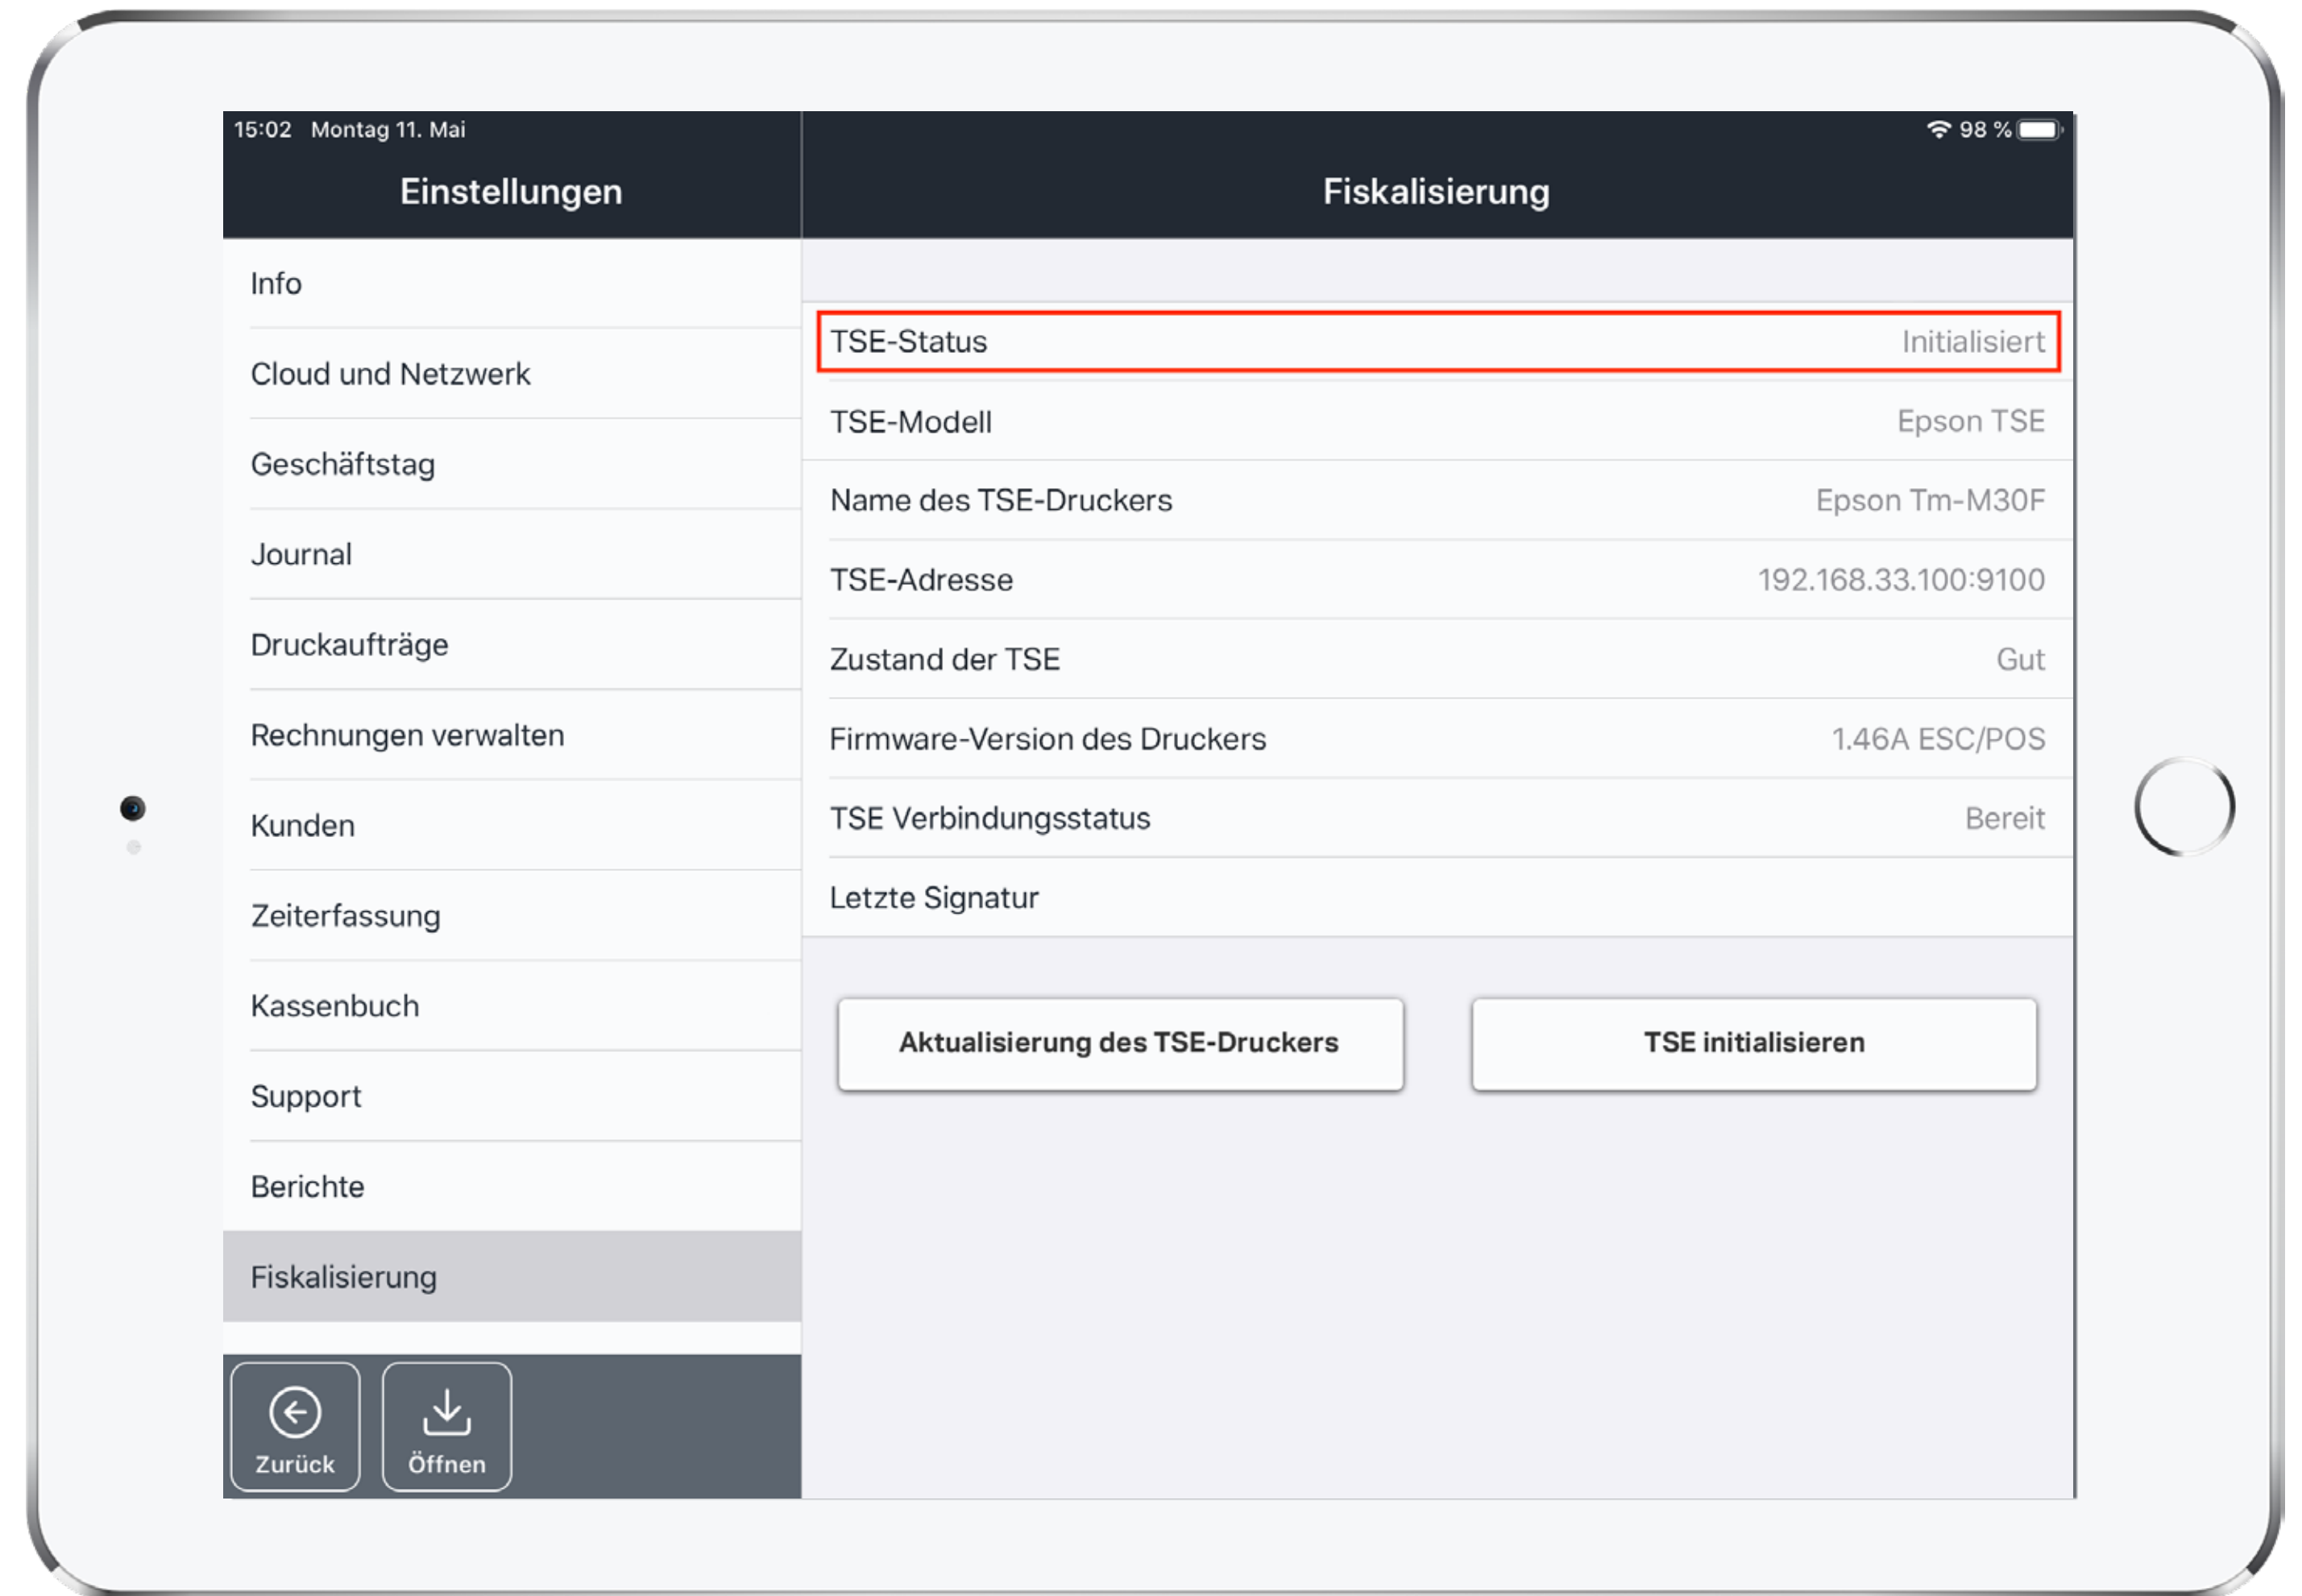 15:02 Montag 11. Mai
98 %
Einstellungen
Fiskalisierung
Info
Cloud und Netzwerk
Geschäftstag
Journal
Druckaufträge
Rechnungen verwalten
Kunden
Zeiterfassung
Kassenbuch
Support
Berichte
Fiskalisierung
Zurück
Öffnen
TSE-Status Initialisiert
TSE-Modell Epson TSE
Name des TSE-Druckers Epson Tm-M30F
TSE-Adresse 192.168.33.100:9100
Zustand der TSE Gut
Firmware-Version des Druckers 1.46A ESC/POS
TSE Verbindungsstatus Bereit
Letzte Signatur
Aktualisierung des TSE-Druckers
TSE initialisieren